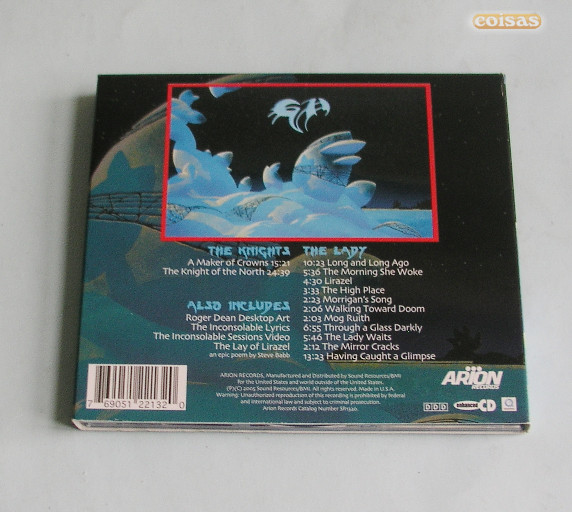 coisas
GH
THE KNIGHTS
A Maker of Crowns 15:21
The Knight of the North 24:39
ALSO INCLUDES
Roger Dean Desktop Art
The Inconsolable Lyrics
The Inconsolable Sessions Video
The Lay of Lirazel
an epic poem by Steve Babb
THE LADY
10:23 Long and Long Ago
5:36 The Morning She Woke
4:30 Lirazel
3:33 The High Place
2:23 Morrigan's Song
2:06 Walking Toward Doom
2:03 Mog Ruith
6:55 Through a Glass Darkly
5:46 The Lady Waits
2:12 The Mirror Cracks
13:23 Having Caught a Glimpse
7 69051 22132 0
ARION RECORDS, Manufactured and Distributed by Sound Resources/BMI
for the United States and world outside of the United States.
(P)(C) 2005 Sound Resources/BMI. All rights reserved. Made in U.S.A.
Warning: Unauthorized reproduction of this recording is prohibited by federal
and international law and subject to criminal prosecution.
Arion Records Catalog Number SR1320.
ARION
RECORDS
DDD
enhanced CD